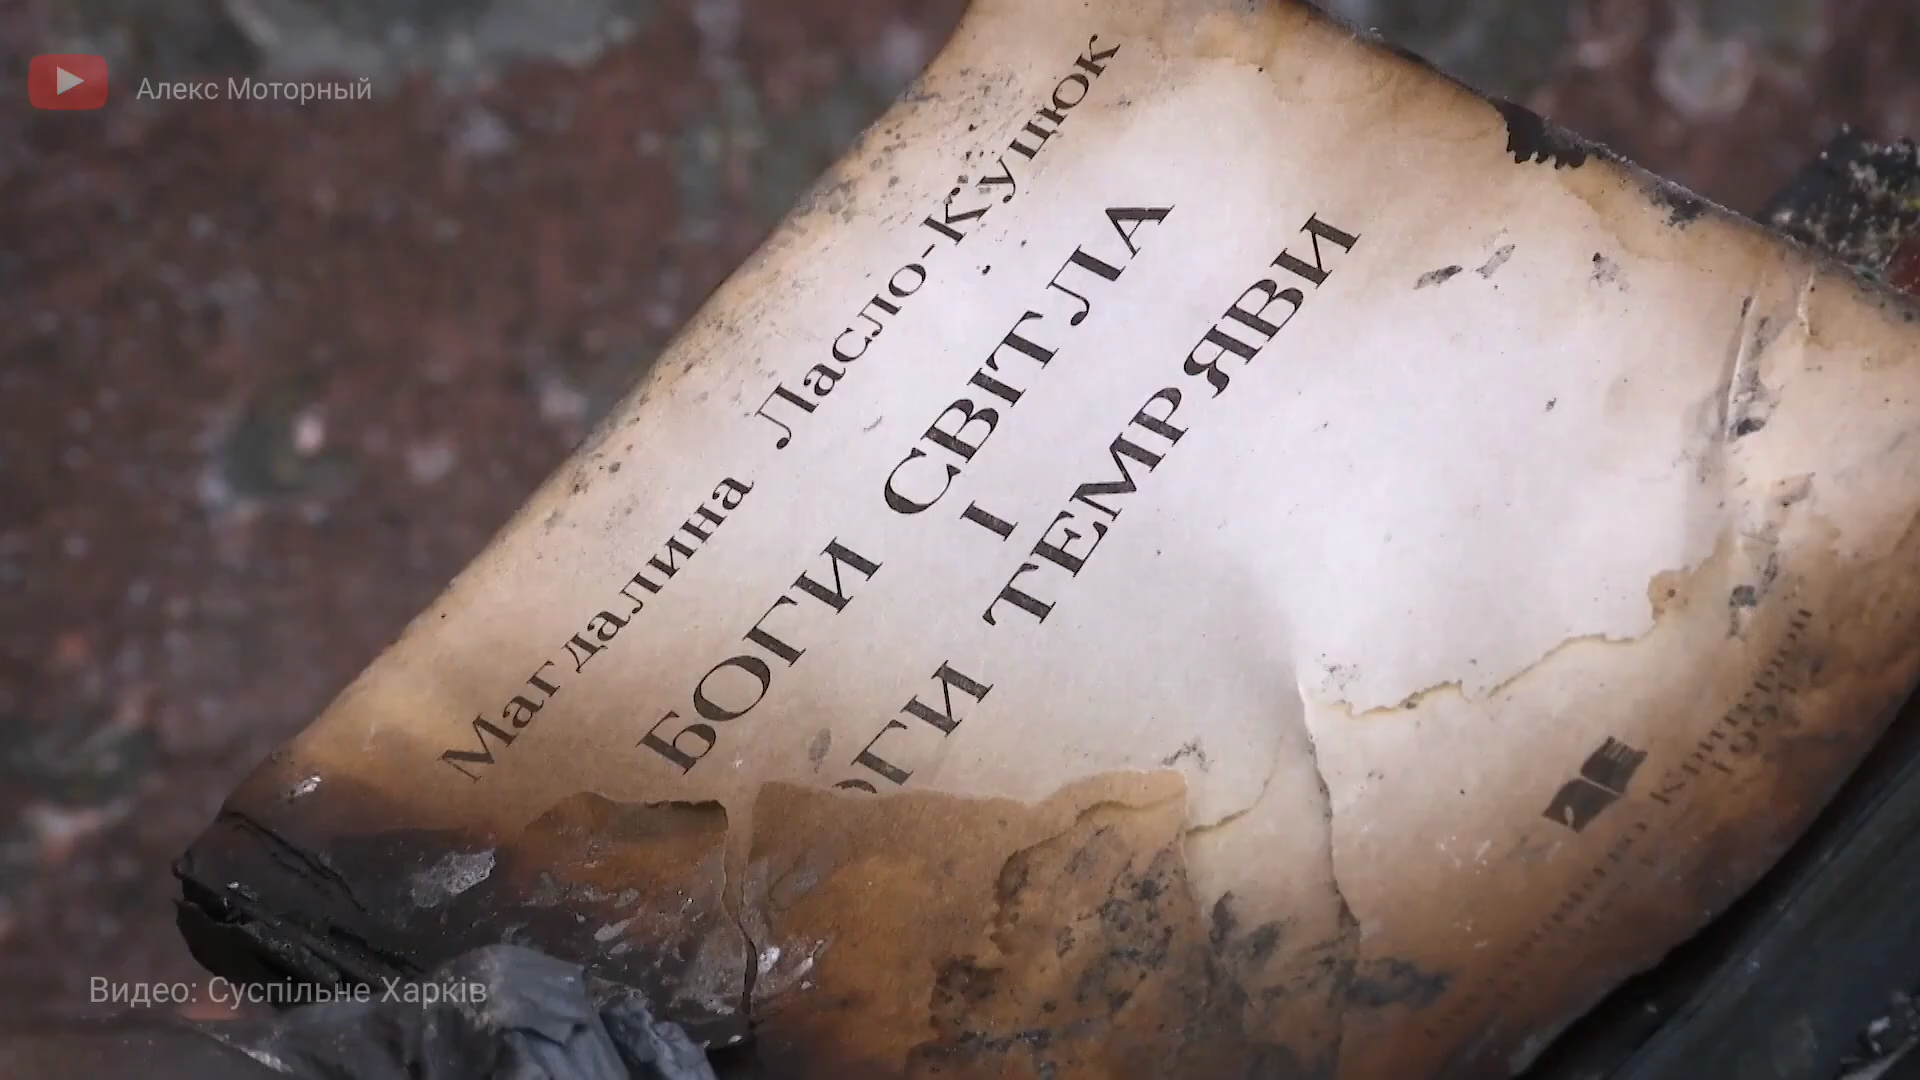 Алекс Моторный
Магдалина Ласло-Куцюк
БОГИ СВІТЛА
І
ОГИ ТЕМРЯВИ
Видео: Суспільне Харків